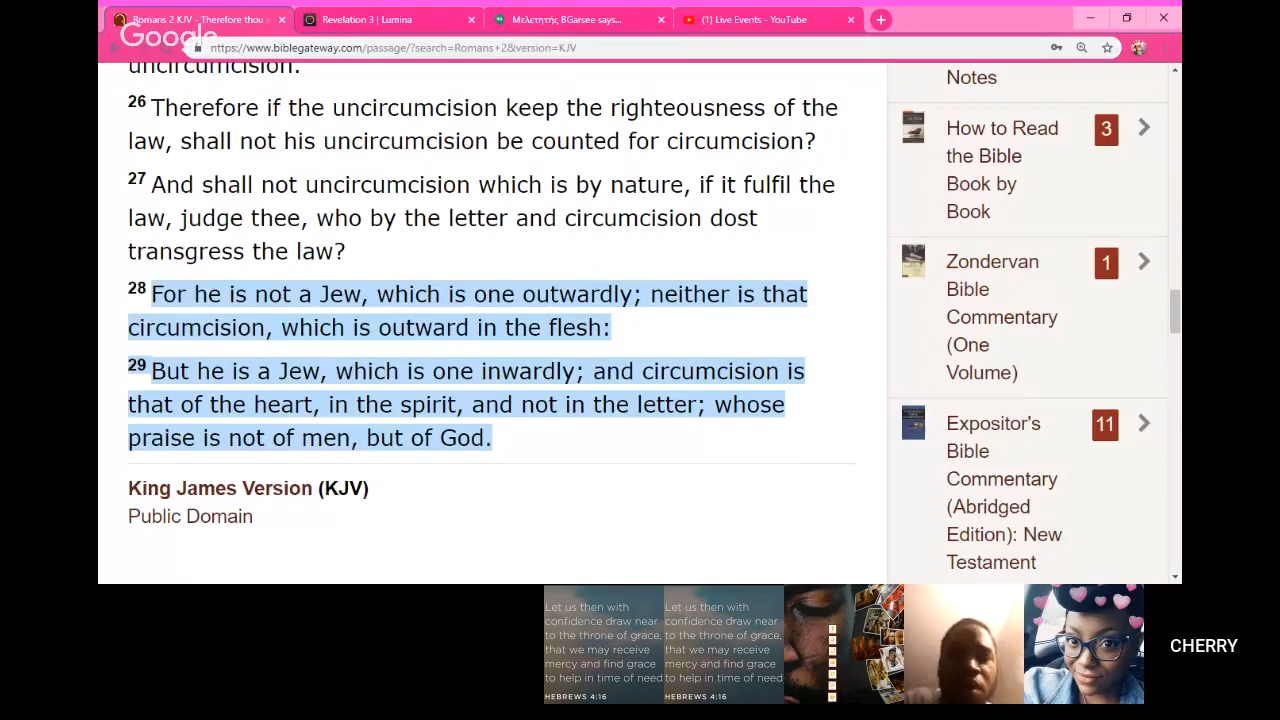 Romans 2 KJV - Therefore thou
Revelation 3 | Lumina
Μελετητής BGarsee says...
(1) Live Events - YouTube
Google
https://www.biblegateway.com/passage/?search=Romans+2&version=KJV
uncircumcision.
26 Therefore if the uncircumcision keep the righteousness of the
law, shall not his uncircumcision be counted for circumcision?
27 And shall not uncircumcision which is by nature, if it fulfil the
law, judge thee, who by the letter and circumcision dost
transgress the law?
28 For he is not a Jew, which is one outwardly; neither is that
circumcision, which is outward in the flesh:
29 But he is a Jew, which is one inwardly; and circumcision is
that of the heart, in the spirit, and not in the letter; whose
praise is not of men, but of God.
King James Version (KJV)
Public Domain
Notes
How to Read
the Bible
Book by
Book
3
Zondervan
Bible
Commentary
(One
Volume)
1
Expositor's
Bible
Commentary
(Abridged
Edition): New
Testament
11
Let us then with
confidence draw near
to the throne of grace,
that we may receive
mercy and find grace
to help in time of need
HEBREWS 4:16
Let us then with
confidence draw near
to the throne of grace,
that we may receive
mercy and find grace
to help in time of need
HEBREWS 4:16
CHERRY